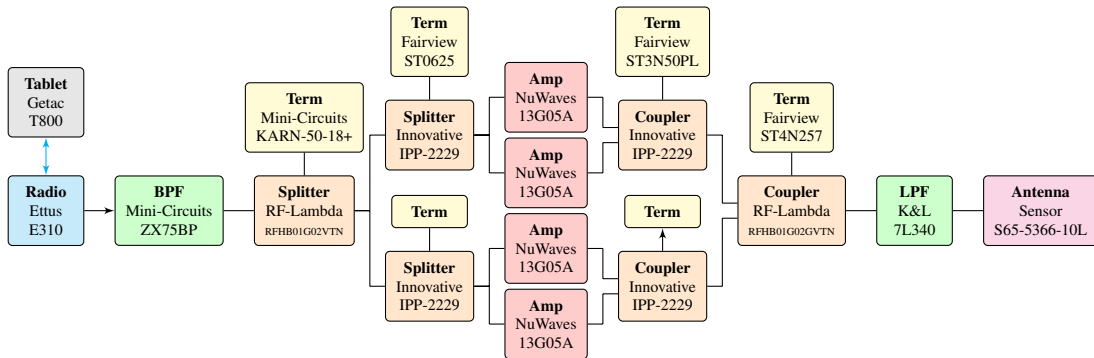 Tablet
Getac
T800
Radio
Ettus
E310
BPF
Mini-Circuits
ZX75BP
Term
Mini-Circuits
KARN-50-18+
Splitter
RF-Lambda
RFHB01G02VTN
Term
Fairview
ST0625
Splitter
Innovative
IPP-2229
Term
Splitter
Innovative
IPP-2229
Amp
NuWaves
13G05A
Amp
NuWaves
13G05A
Amp
NuWaves
13G05A
Amp
NuWaves
13G05A
Term
Fairview
ST3N50PL
Coupler
Innovative
IPP-2229
Term
Coupler
Innovative
IPP-2229
Term
Fairview
ST4N257
Coupler
RF-Lambda
RFHB01G02GVTN
LPF
K&L
7L340
Antenna
Sensor
S65-5366-10L